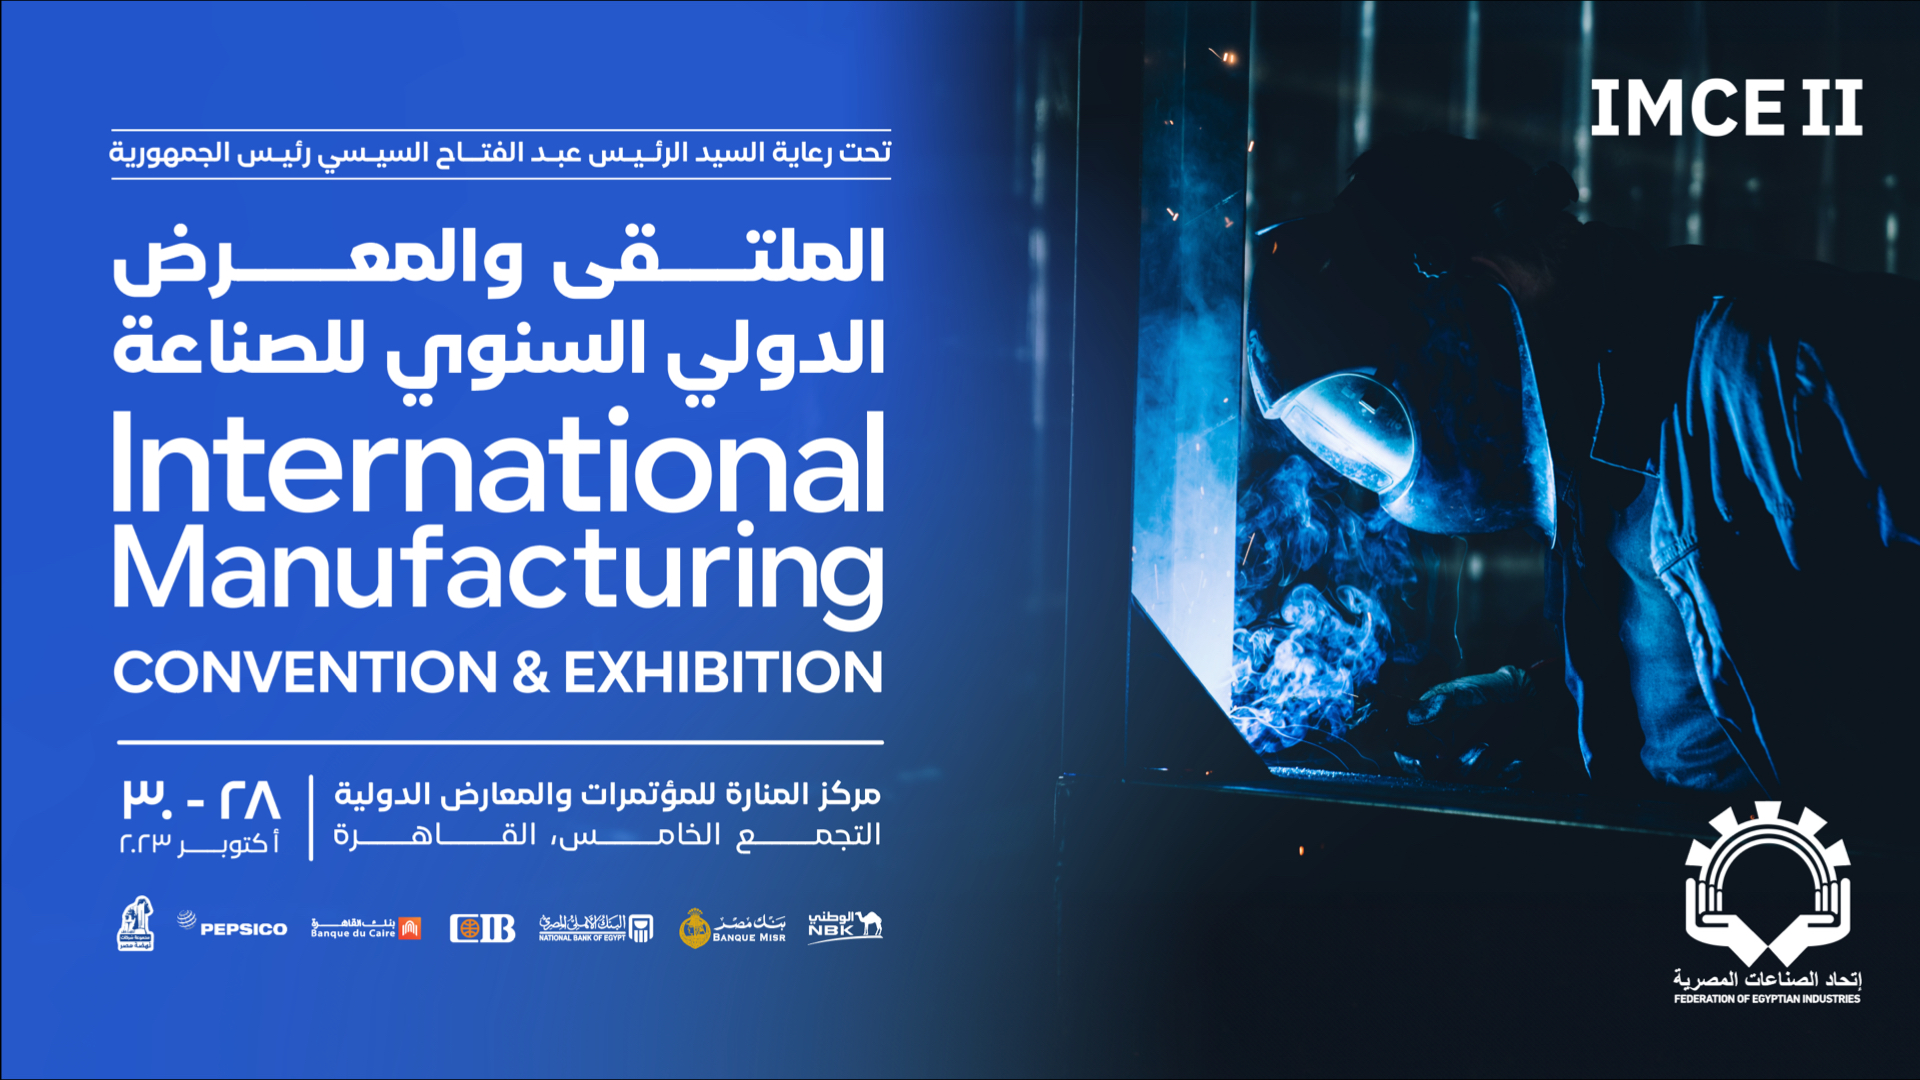 IMCE II
تحت رعاية السيد الرئيس عبد الفتاح السيسي رئيس الجمهورية
الملتقى والمعرض
الدولي السنوي للصناعة
International
Manufacturing
CONVENTION & EXHIBITION
مركز المنارة للمؤتمرات والمعارض الدولية
التجمع الخامس، القاهرة
٢٨ - ٣٠
أكتوبر ٢٠٢٣
الوطني
NBK
بنك مصر
BANQUE MISR
البنك الأهلي المصري
NATIONAL BANK OF EGYPT
CIB
بنك القاهرة
Banque du Caire
PEPSICO
نهضة مصر
إتحاد الصناعات المصرية
FEDERATION OF EGYPTIAN INDUSTRIES